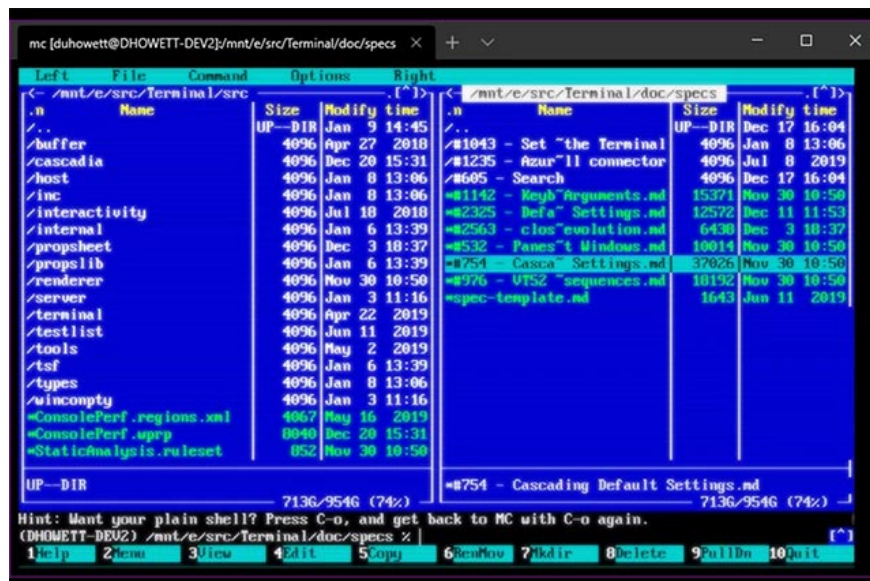 mc [duhowett@DHOWETT-DEV2]:/mnt/e/src/Terminal/doc/specs × + ∨ — □ ×
Left File Command Options Right
<— /mnt/e/src/Terminal/src .[^]>
.n Name Size Modify time
/.. UP--DIR Jan 9 14:45
/buffer 4096 Apr 27 2018
/cascadia 4096 Dec 20 15:31
/host 4096 Jan 8 13:06
/inc 4096 Jan 8 13:06
/interactivity 4096 Jul 18 2018
/internal 4096 Jan 6 13:39
/propsheet 4096 Dec 3 18:37
/propslib 4096 Jan 6 13:39
/renderer 4096 Nov 30 10:50
/server 4096 Jan 3 11:16
/terminal 4096 Apr 22 2019
/testlist 4096 Jun 11 2019
/tools 4096 May 2 2019
/tsf 4096 Jan 6 13:39
/types 4096 Jan 8 13:06
/winconpty 4096 Jan 3 11:16
*ConsolePerf.regions.xml 4067 May 16 2019
*ConsolePerf.wprp 8040 Dec 20 15:31
*StaticAnalysis.ruleset 852 Nov 30 10:50
UP--DIR
713G/954G (74%)
<— /mnt/e/src/Terminal/doc/specs .[^]>
.n Name Size Modify time
/.. UP--DIR Dec 17 16:04
/#1043 - Set ~the Terminal 4096 Jan 8 13:06
/#1235 - Azur~ll connector 4096 Jul 8 2019
/#605 - Search 4096 Dec 17 16:04
*#1142 - Keyb~Arguments.md 15371 Nov 30 10:50
*#2325 - Defa~ Settings.md 12572 Dec 11 11:53
*#2563 - clos~evolution.md 6430 Dec 3 18:37
*#532 - Panes~t Windows.md 10014 Nov 30 10:50
*#754 - Casca~ Settings.md 37026 Nov 30 10:50
*#976 - VT52 ~sequences.md 18192 Nov 30 10:50
*spec-template.md 1643 Jun 11 2019
*#754 - Cascading Default Settings.md
713G/954G (74%)
Hint: Want your plain shell? Press C-o, and get back to MC with C-o again.
(DHOWETT-DEV2) /mnt/e/src/Terminal/doc/specs % [^]
1Help 2Menu 3View 4Edit 5Copy 6RenMov 7Mkdir 8Delete 9PullDn 10Quit